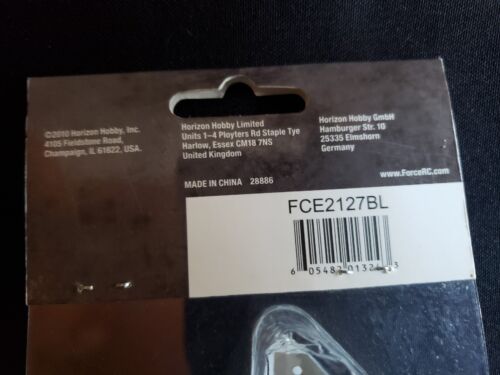 ©2010 Horizon Hobby, Inc.
4105 Fieldstone Road,
Champaign, IL 61822, USA.
Horizon Hobby Limited
Units 1–4 Ployters Rd Staple Tye
Harlow, Essex CM18 7NS
United Kingdom
Horizon Hobby GmbH
Hamburger Str. 10
25335 Elmshorn
Germany
MADE IN CHINA 28886
www.ForceRC.com
FCE2127BL